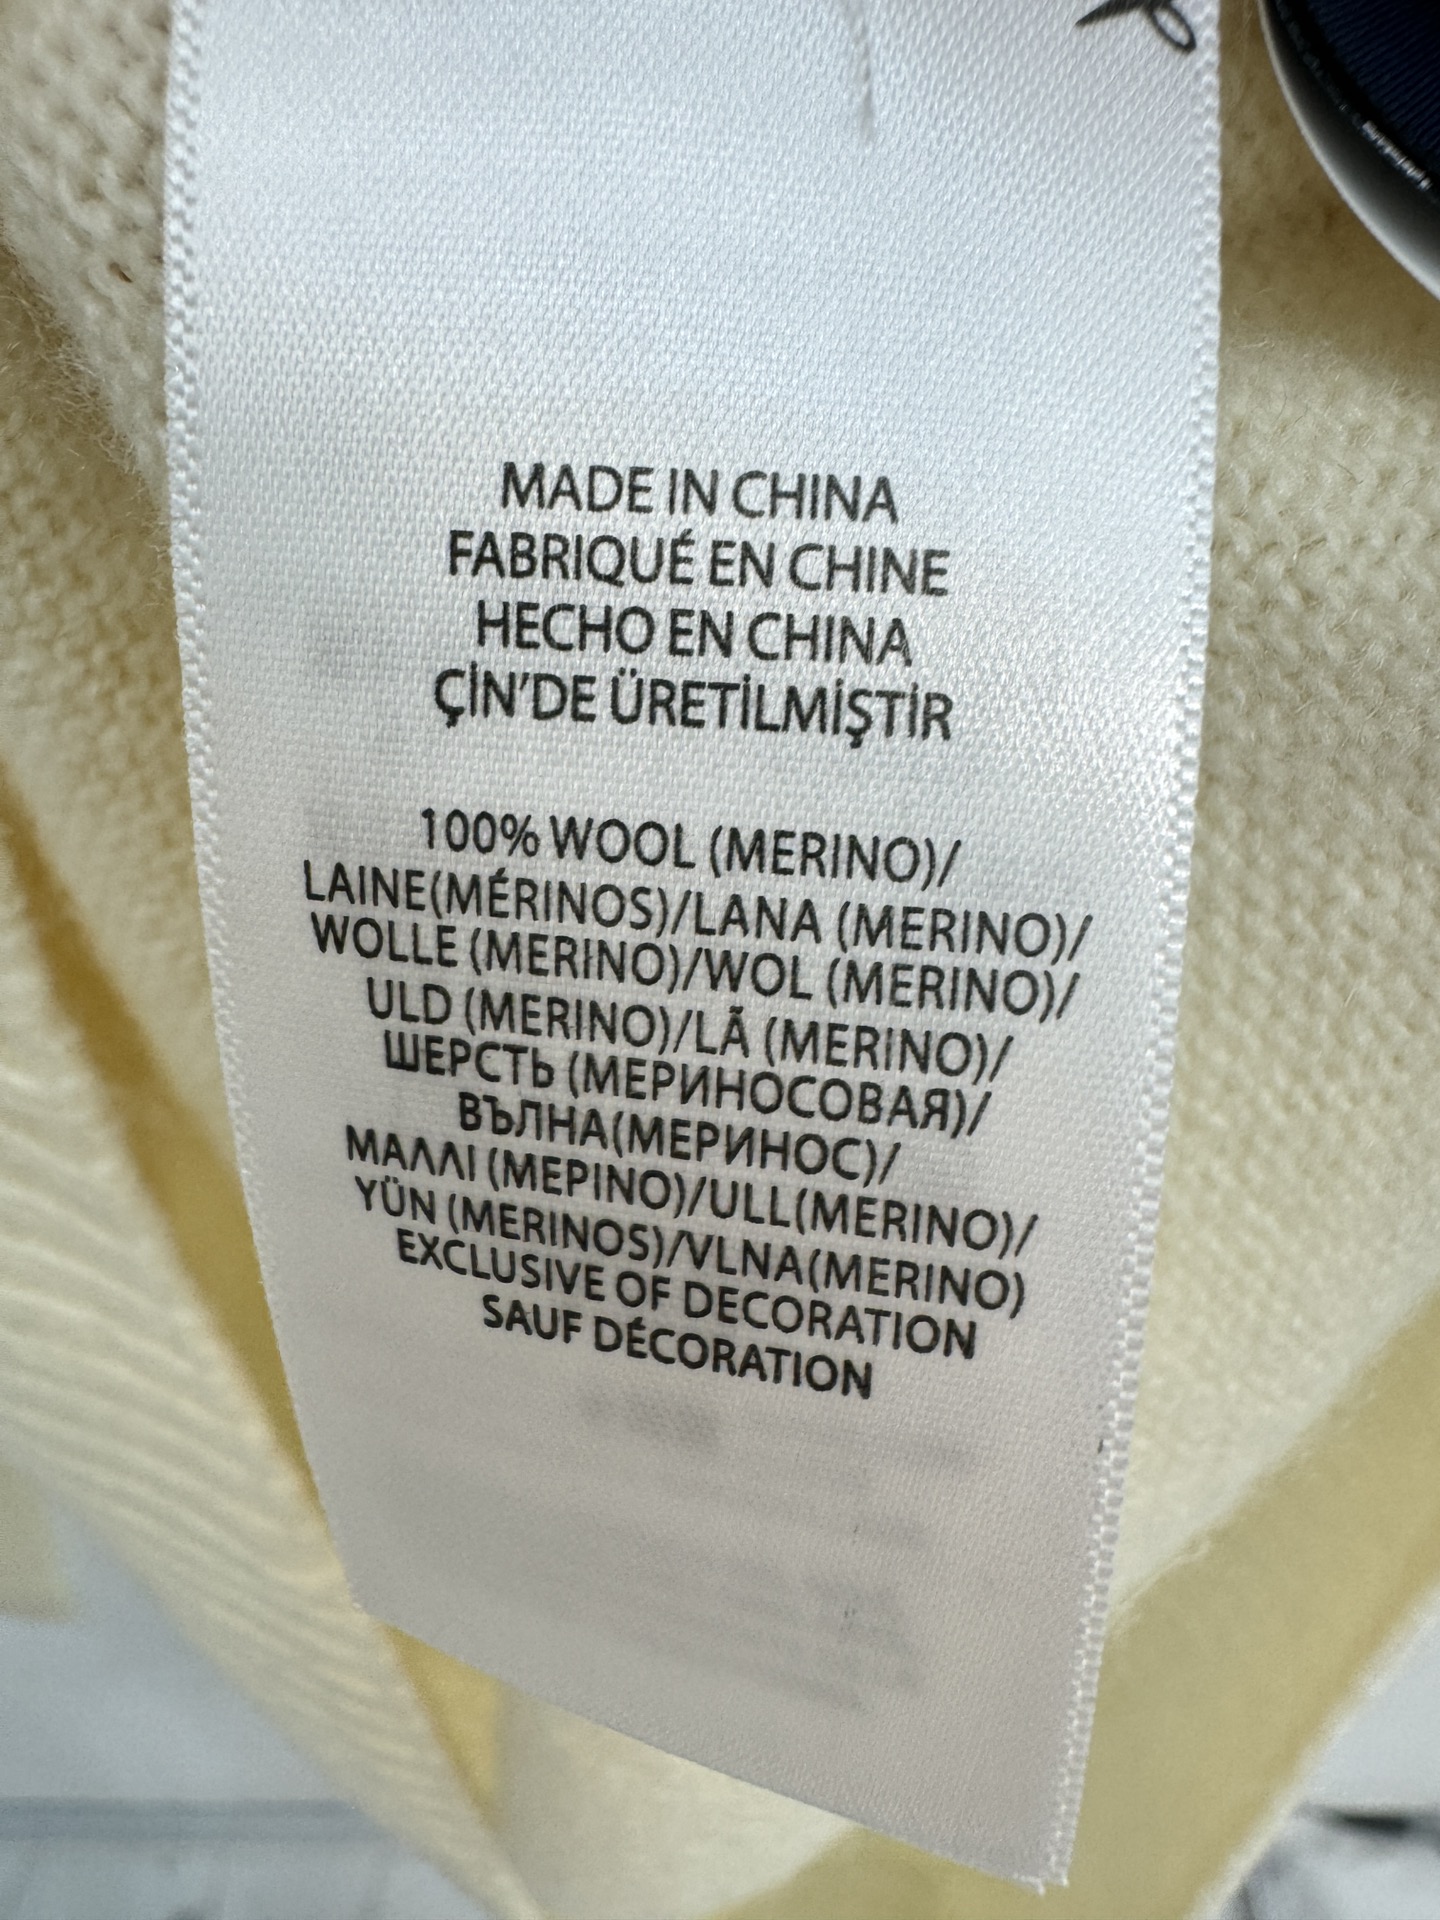 MADE IN CHINA
FABRIQUÉ EN CHINE
HECHO EN CHINA
ÇİN'DE ÜRETİLMİŞTİR
100% WOOL (MERINO)/
LAINE(MÉRINOS)/LANA (MERINO)/
WOLLE (MERINO)/WOL (MERINO)/
ULD (MERINO)/LÃ (MERINO)/
ШЕРСТЬ (МЕРИНОСОВАЯ)/
ВЪЛНА(МЕРИНОС)/
ΜΑΛΛΙ (ΜΕΡΙΝΟ)/ULL(MERINO)/
YÜN (MERINOS)/VLNA(MERINO)
EXCLUSIVE OF DECORATION
SAUF DÉCORATION